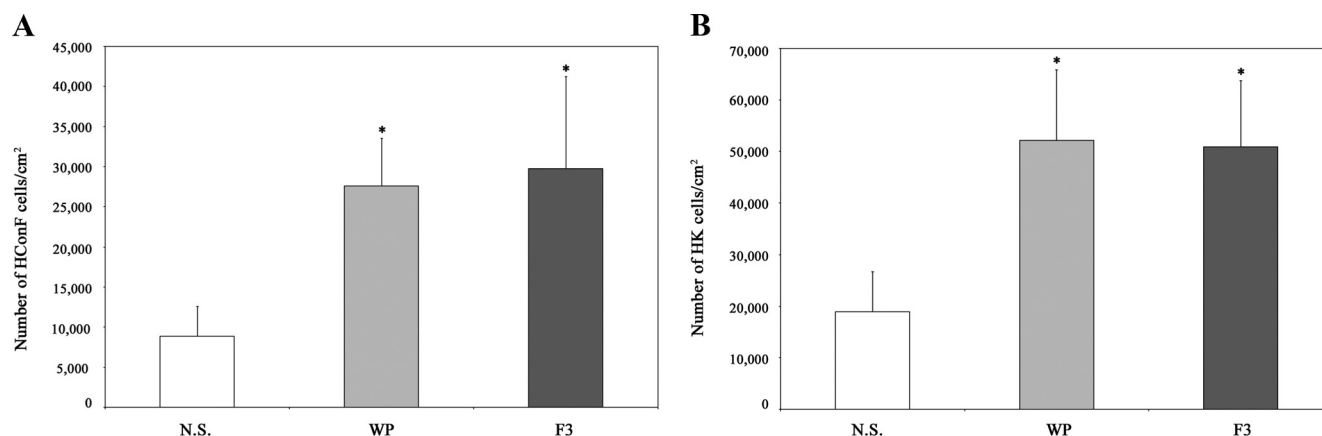 A
Number of HConF cells/cm²
45,000
40,000
35,000
30,000
25,000
20,000
15,000
10,000
5,000
0
*
*
N.S.
WP
F3
B
Number of HK cells/cm²
70,000
60,000
50,000
40,000
30,000
20,000
10,000
0
*
*
N.S.
WP
F3